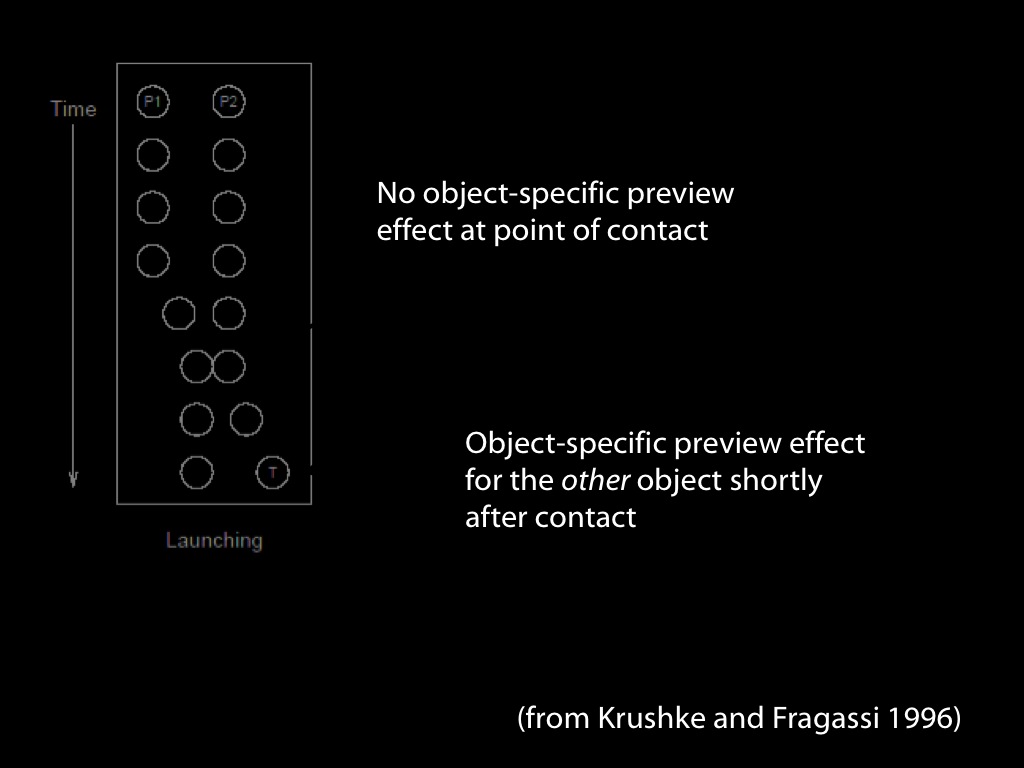 P1 P2
Time
No object-specific preview
effect at point of contact
Object-specific preview effect
for the other object shortly
after contact
T
Launching
(from Krushke and Fragassi 1996)